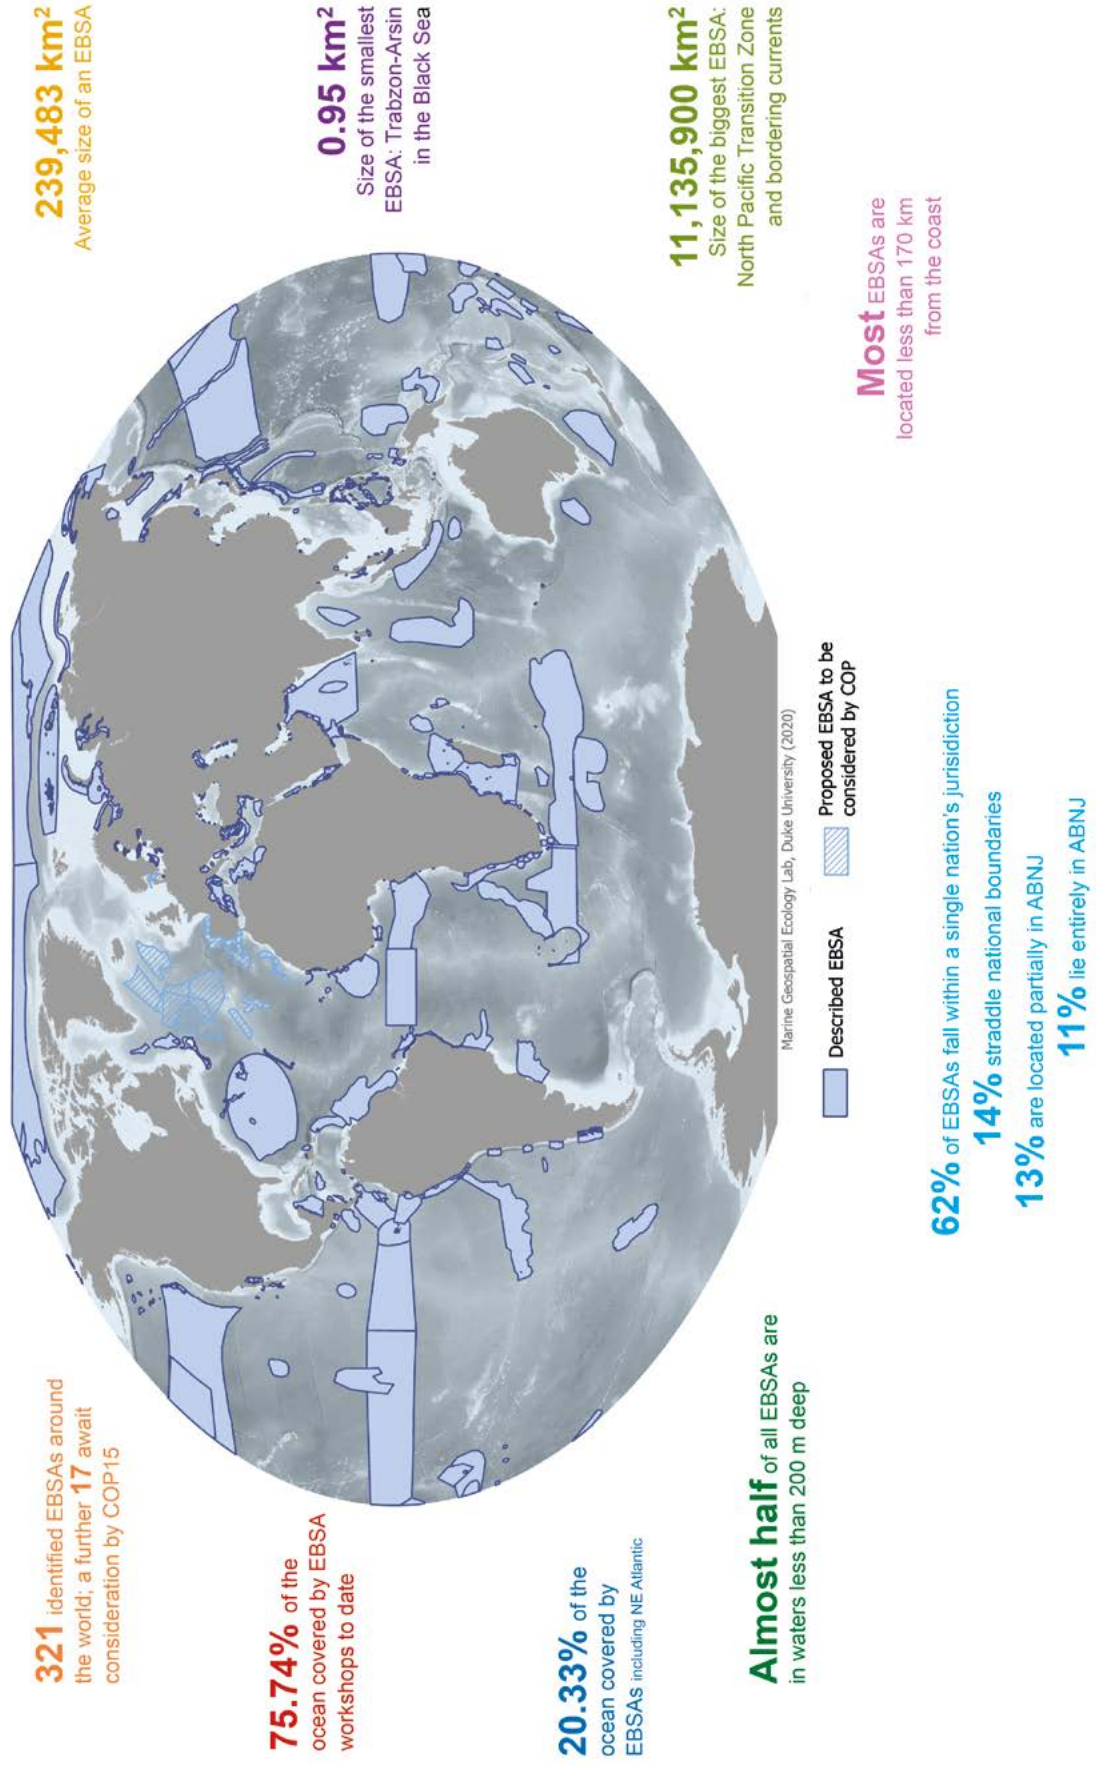 321 identified EBSAs around
the world; a further 17 await
consideration by COP15
75.74% of the
ocean covered by EBSA
workshops to date
20.33% of the
ocean covered by
EBSAs including NE Atlantic
Almost half of all EBSAs are
in waters less than 200 m deep
239,483 km²
Average size of an EBSA
0.95 km²
Size of the smallest
EBSA: Trabzon-Arsin
in the Black Sea
11,135,900 km²
Size of the biggest EBSA:
North Pacific Transition Zone
and bordering currents
Most EBSAs are
located less than 170 km
from the coast
Marine Geospatial Ecology Lab, Duke University (2020)
Described EBSA
Proposed EBSA to be
considered by COP
62% of EBSAs fall within a single nation's jurisidiction
14% straddle national boundaries
13% are located partially in ABNJ
11% lie entirely in ABNJ